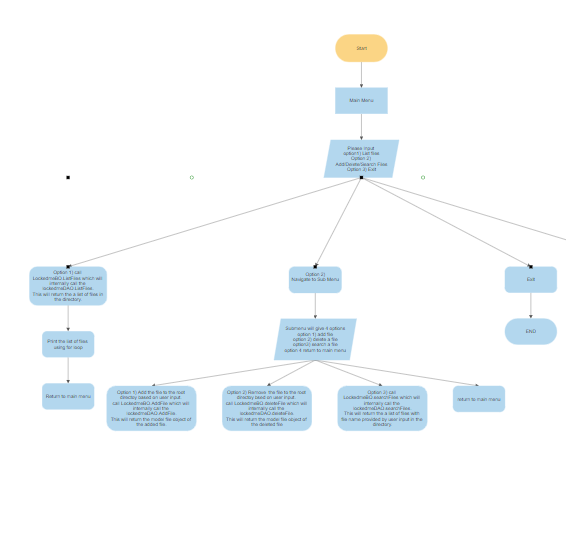 Start
Main Menu
Please Input
option1) List files
Option 2)
Add/Delete/Search Files
Option 3) Exit
Option 1) call
LockedmeBO.ListFiles which will
internally call the
lockedmeDAO.ListFiles.
This will return the a list of files in
the directory
Option 2)
Navigate to Sub Menu
Exit
Submenu will give 4 options
option 1) add file
option 2) delete a file
option3) search a file
option 4 return to main menu
END
Print the list of files
using for loop
Return to main menu
Option 1) Add the file to the root
directory based on user input
call LockedmeBO.AddFile which will
internally call the
lockedmeDAO.AddFile.
This will return the model file object of
the added file.
Option 2) Remove the file to the root
directory based on user input
call LockedmeBO.deleteFile which will
internally call the
lockedmeDAO.deleteFile.
This will return the model file object of
the deleted file
Option 3) call
LockedmeBO.searchFiles which will
internally call the
lockedmeDAO.searchFiles.
This will return the a list of files with
file name provided by user input in the
directory
return to main menu